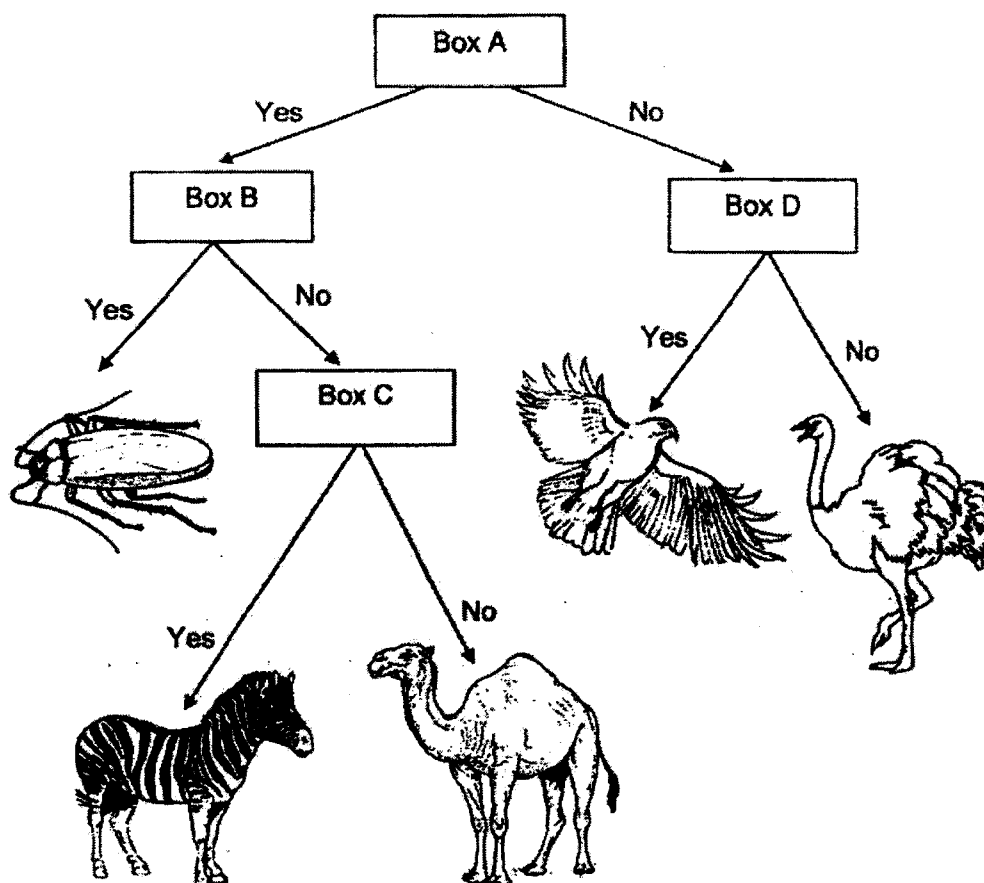 Box A
Yes
No
Box B
Box D
Yes
No
Yes
No
Box C
Yes
No